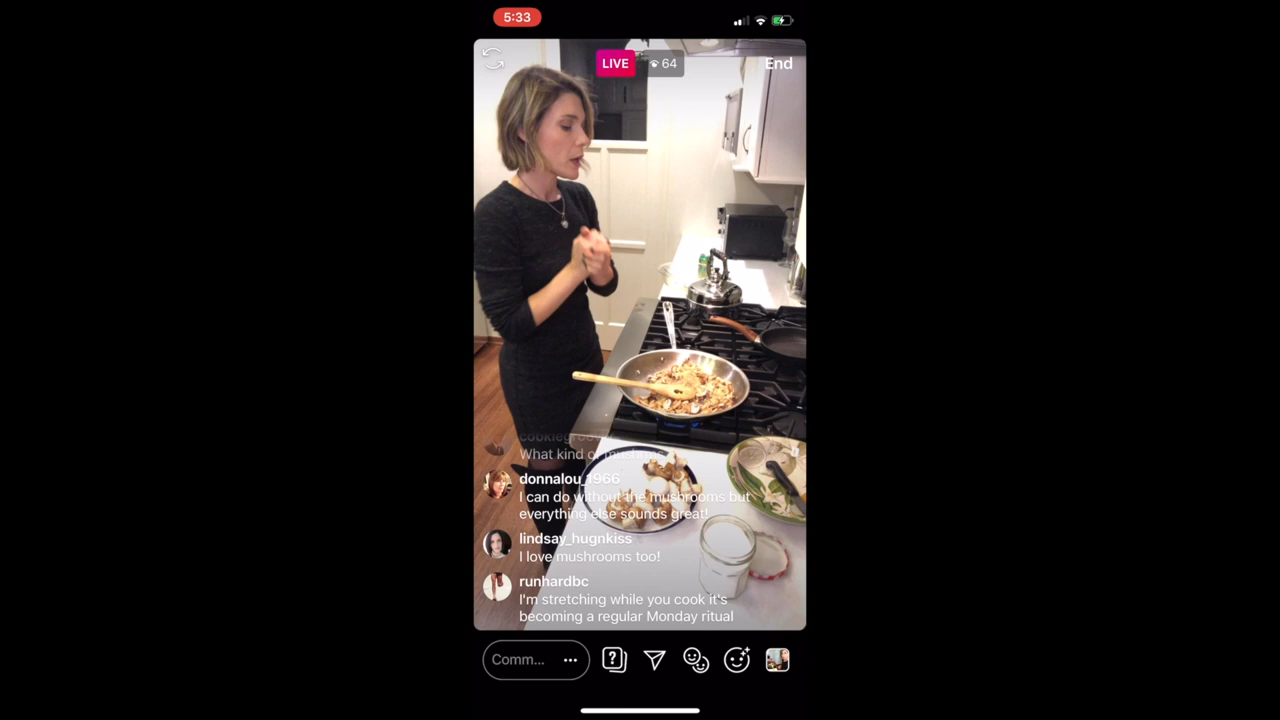 5:33
LIVE
64
End
What kind of
donnalou_1966
I can do without the mushrooms but
everything else sounds great!
lindsay_hugnkiss
I love mushrooms too!
runhardbc
I'm stretching while you cook it's
becoming a regular Monday ritual
Comm...